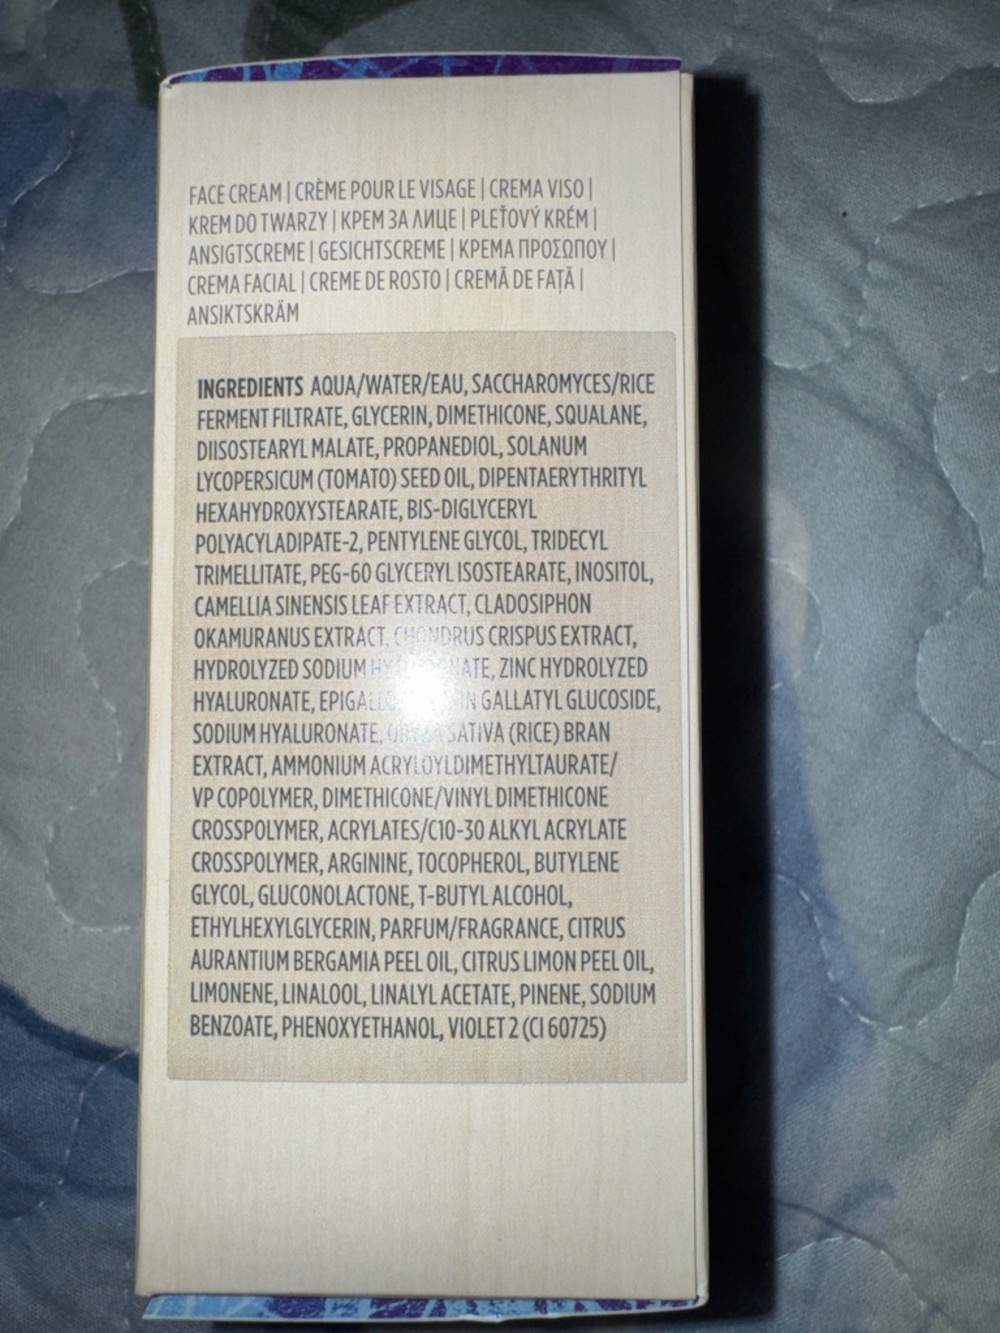 FACE CREAM | CRÈME POUR LE VISAGE | CREMA VISO |
KREM DO TWARZY | КРЕМ ЗА ЛИЦЕ | PLEŤOVÝ KRÉM |
ANSIGTSCREME | GESICHTSCREME | ΚΡΕΜΑ ΠΡΟΣΩΠΟΥ |
CREMA FACIAL | CREME DE ROSTO | CREMĂ DE FAȚĂ |
ANSIKTSKRÄM
INGREDIENTS AQUA/WATER/EAU, SACCHAROMYCES/RICE
FERMENT FILTRATE, GLYCERIN, DIMETHICONE, SQUALANE,
DIISOSTEARYL MALATE, PROPANEDIOL, SOLANUM
LYCOPERSICUM (TOMATO) SEED OIL, DIPENTAERYTHRITYL
HEXAHYDROXYSTEARATE, BIS-DIGLYCERYL
POLYACYLADIPATE-2, PENTYLENE GLYCOL, TRIDECYL
TRIMELLITATE, PEG-60 GLYCERYL ISOSTEARATE, INOSITOL,
CAMELLIA SINENSIS LEAF EXTRACT, CLADOSIPHON
OKAMURANUS EXTRACT, CHONDRUS CRISPUS EXTRACT,
HYDROLYZED SODIUM ZINC HYDROLYZED
HYALURONATE, GALLATYL GLUCOSIDE,
SODIUM HYALURONATE, SATIVA (RICE) BRAN
EXTRACT, AMMONIUM ACRYLOYLDIMETHYLTAURATE/
VP COPOLYMER, DIMETHICONE/VINYL DIMETHICONE
CROSSPOLYMER, ACRYLATES/C10-30 ALKYL ACRYLATE
CROSSPOLYMER, ARGININE, TOCOPHEROL, BUTYLENE
GLYCOL, GLUCONOLACTONE, T-BUTYL ALCOHOL,
ETHYLHEXYLGLYCERIN, PARFUM/FRAGRANCE, CITRUS
AURANTIUM BERGAMIA PEEL OIL, CITRUS LIMON PEEL OIL,
LIMONENE, LINALOOL, LINALYL ACETATE, PINENE, SODIUM
BENZOATE, PHENOXYETHANOL, VIOLET 2 (CI 60725)